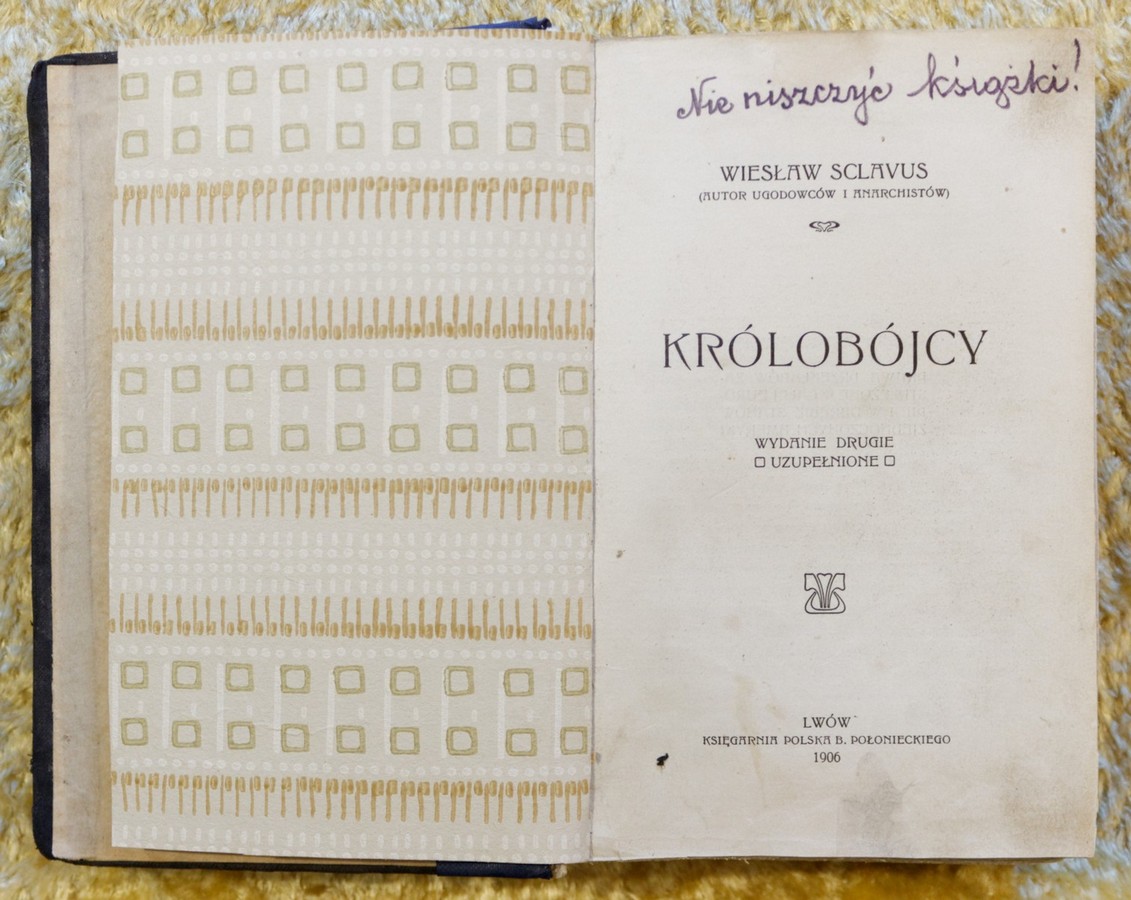 Nie niszczyć książki!
WIESŁAW SCLAVUS
(AUTOR UGODOWCÓW I ANARCHISTÓW)
KRÓLOBÓJCY
WYDANIE DRUGIE
UZUPEŁNIONE
LWÓW
KSIĘGARNIA POLSKA B. POŁONIECKIEGO
1906